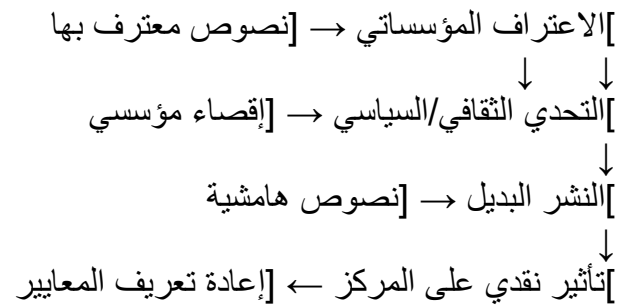 ]الاعتراف المؤسساتي → [نصوص معترف بها
↓ ↓
]التحدي الثقافي/السياسي → [إقصاء مؤسسي
↓
]النشر البديل → [نصوص هامشية
↓
]تأثير نقدي على المركز ← [إعادة تعريف المعايير